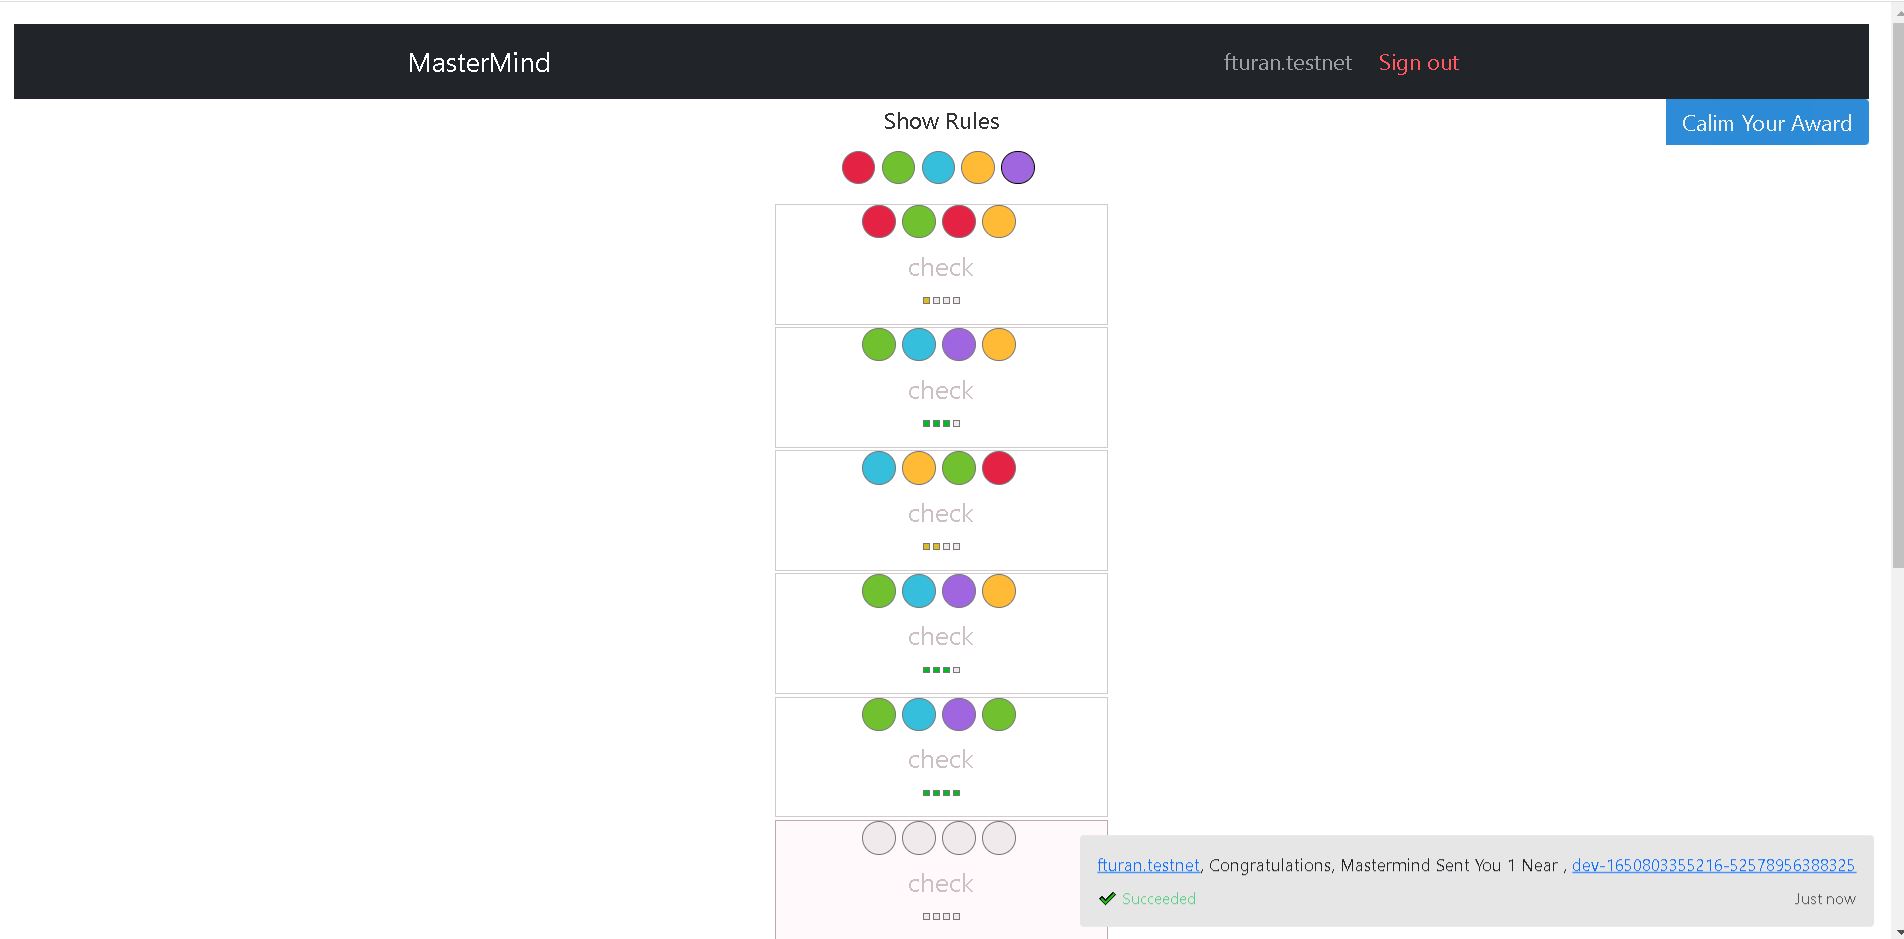 MasterMind
fturan.testnet Sign out
Show Rules
Calim Your Award
check
check
check
check
check
check
fturan.testnet, Congratulations, Mastermind Sent You 1 Near , dev-1650803355216-52578956388325
Succeeded
Just now